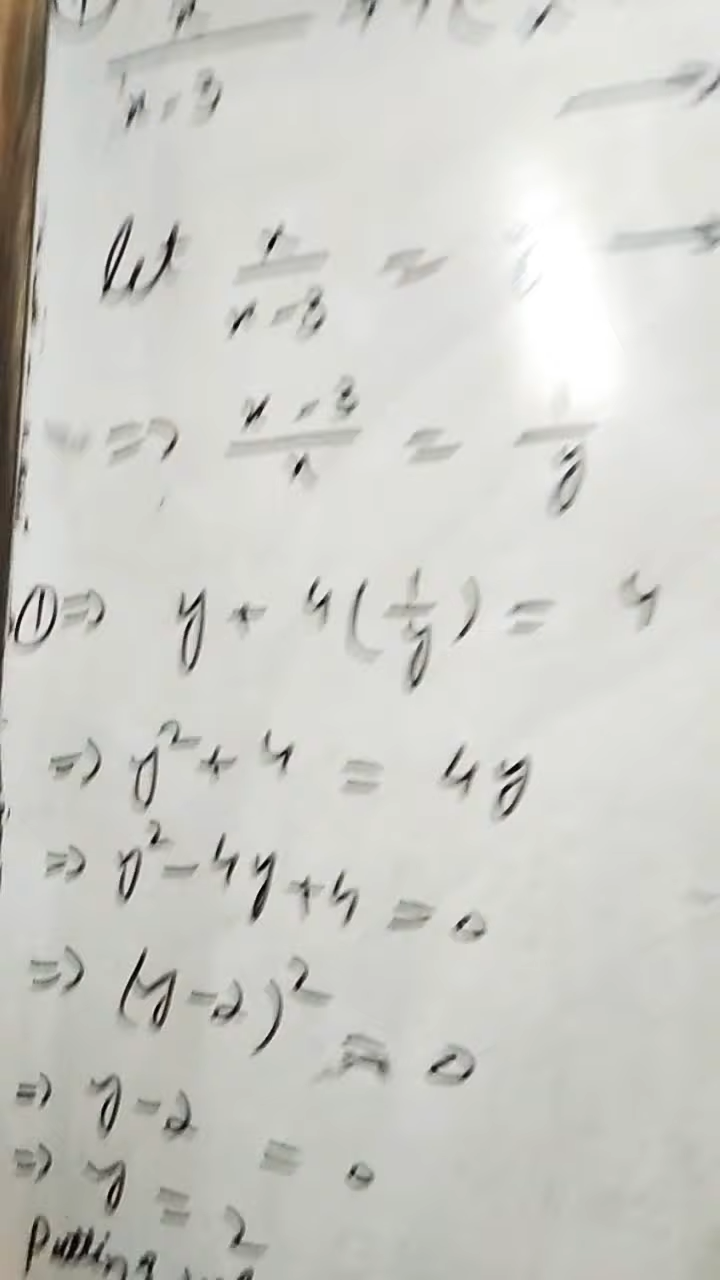 x - 3
let x/(x - 3) =
=> (x - 3)/x = 1/y
① => y + 4(1/y) = 4
=> y² + 4 = 4y
=> y² - 4y + 4 = 0
=> (y - 2)² = 0
=> y - 2 = 0
=> y = 2
Putting